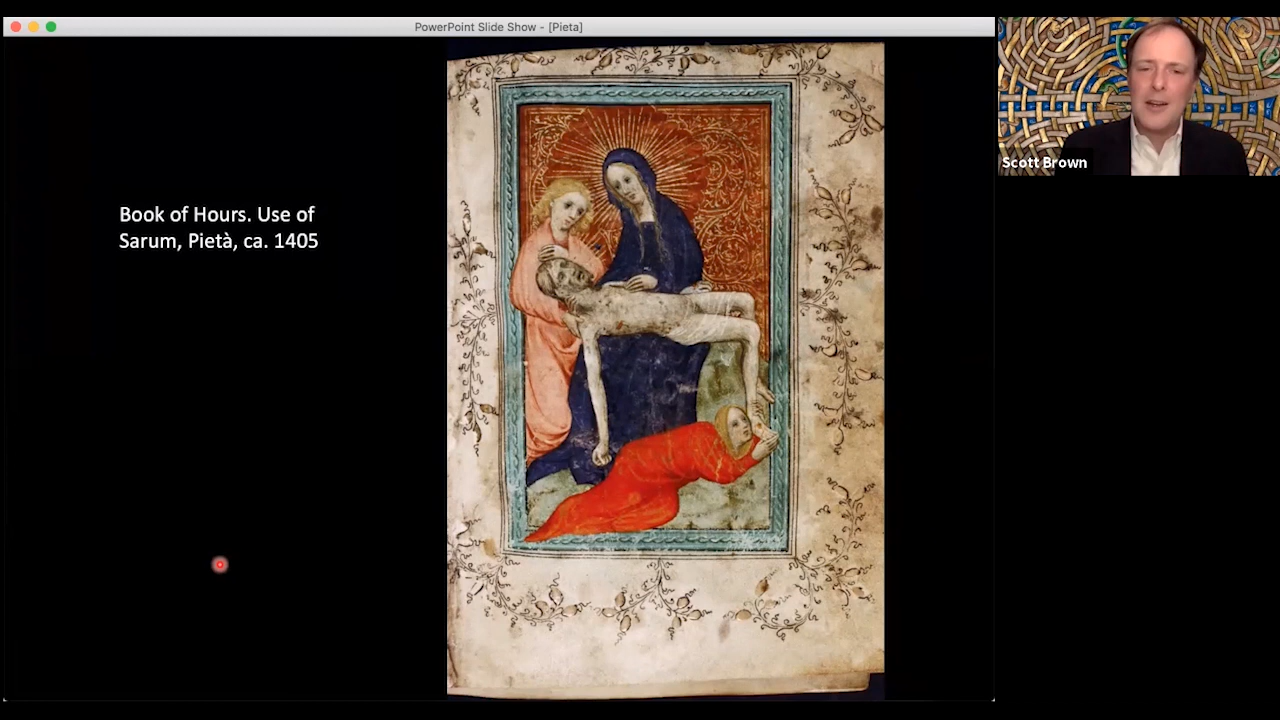 PowerPoint Slide Show - [Pieta]
Book of Hours. Use of
Sarum, Pietà, ca. 1405
Scott Brown